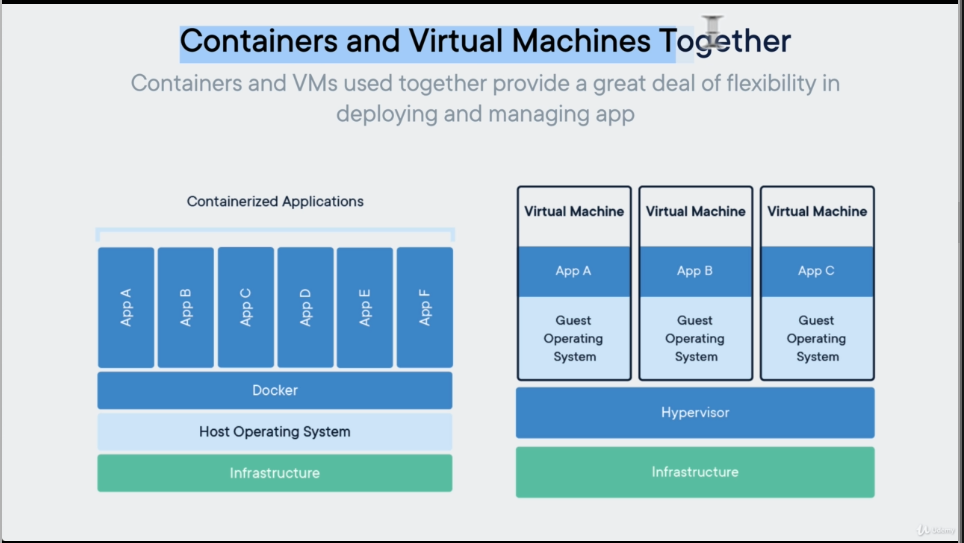 Containers and Virtual Machines Together
Containers and VMs used together provide a great deal of flexibility in
deploying and managing app
Containerized Applications
App A
App B
App C
App D
App E
App F
Docker
Host Operating System
Infrastructure
Virtual Machine
App A
Guest
Operating
System
Virtual Machine
App B
Guest
Operating
System
Virtual Machine
App C
Guest
Operating
System
Hypervisor
Infrastructure